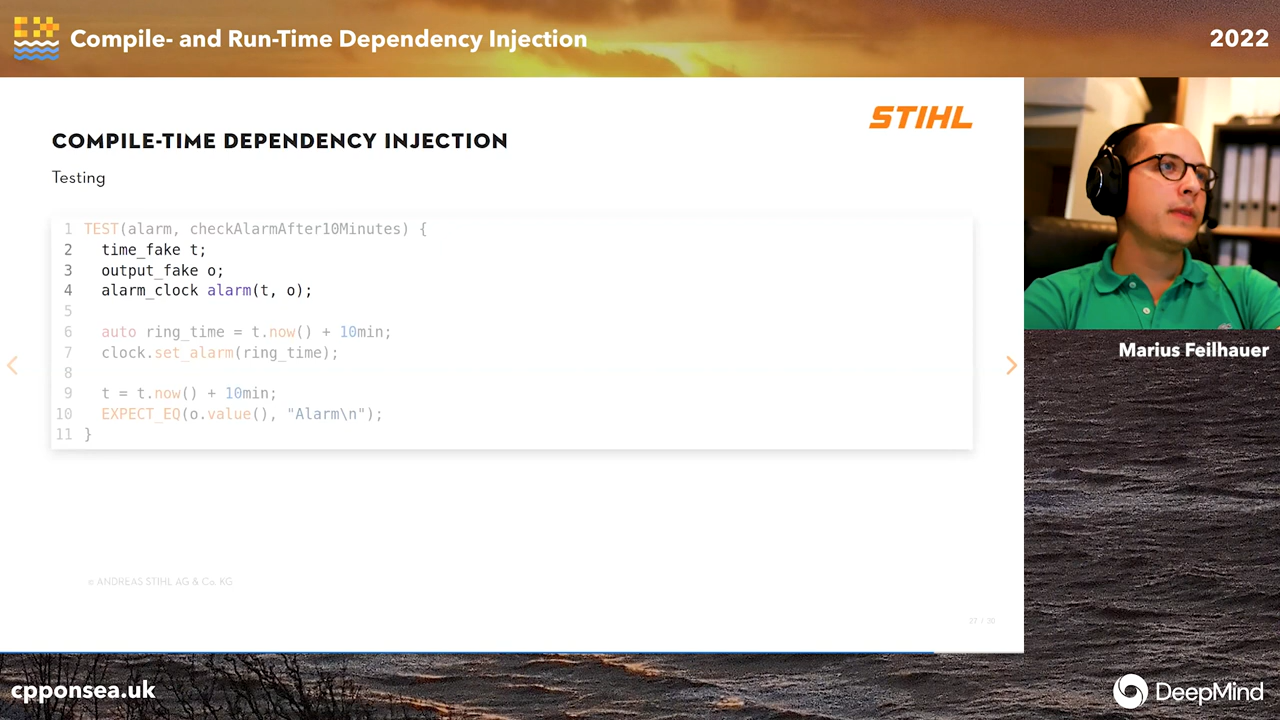 Compile- and Run-Time Dependency Injection
2022
STIHL
COMPILE-TIME DEPENDENCY INJECTION
Testing
1 TEST(alarm, checkAlarmAfter10Minutes) {
2 time_fake t;
3 output_fake o;
4 alarm_clock alarm(t, o);
5
6 auto ring_time = t.now() + 10min;
7 clock.set_alarm(ring_time);
8
9 t = t.now() + 10min;
10 EXPECT_EQ(o.value(), "Alarm\n");
11 }
Marius Feilhauer
© ANDREAS STIHL AG & Co. KG
27 / 30
cpponsea.uk
DeepMind